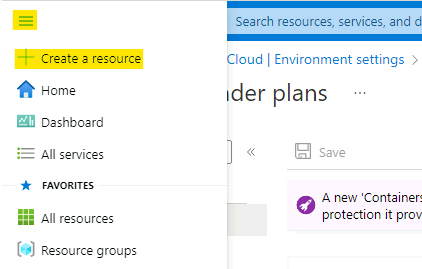 Search resources, services, and d
Create a resource
Cloud | Environment settings >
Home
der plans ...
Dashboard
All services
« Save
FAVORITES
A new 'Containers
protection it prov
All resources
Resource groups